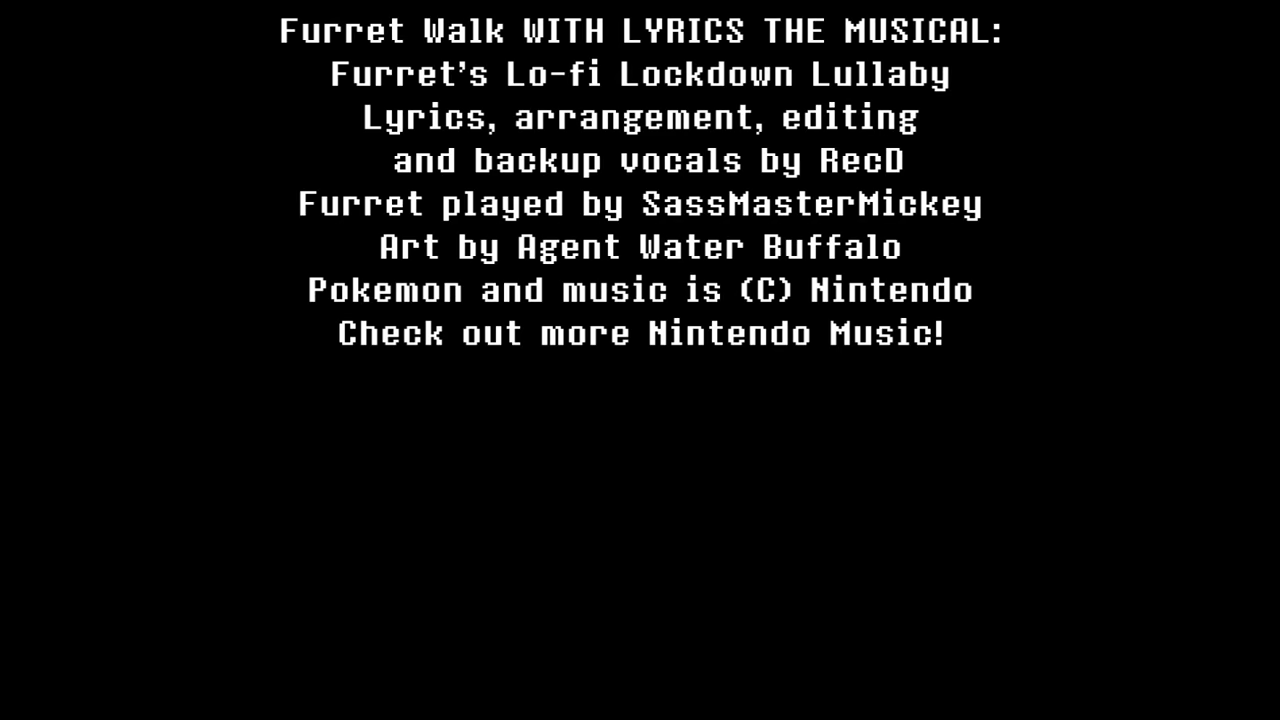 Furret Walk WITH LYRICS THE MUSICAL:
Furret's Lo-fi Lockdown Lullaby
Lyrics, arrangement, editing
and backup vocals by RecD
Furret played by SassMasterMickey
Art by Agent Water Buffalo
Pokemon and music is (C) Nintendo
Check out more Nintendo Music!